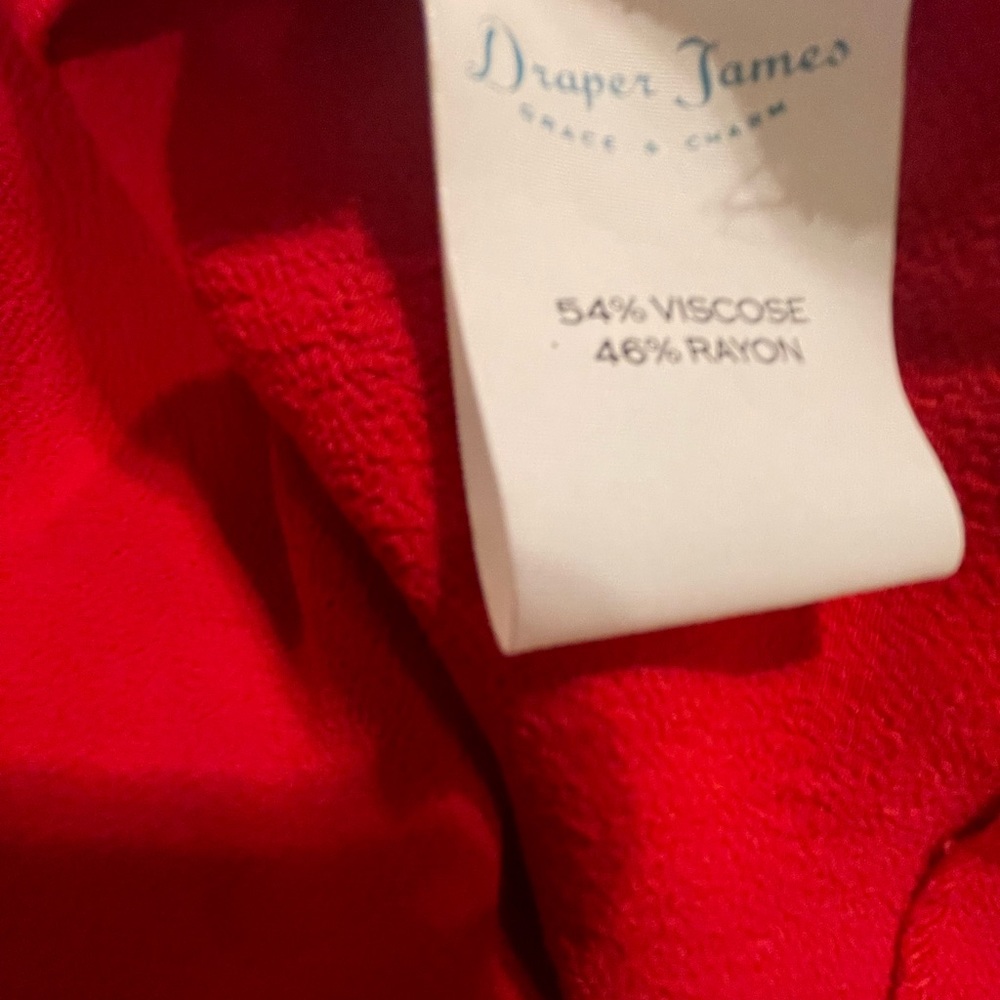 Draper James
GRACE & CHARM
54% VISCOSE
46% RAYON